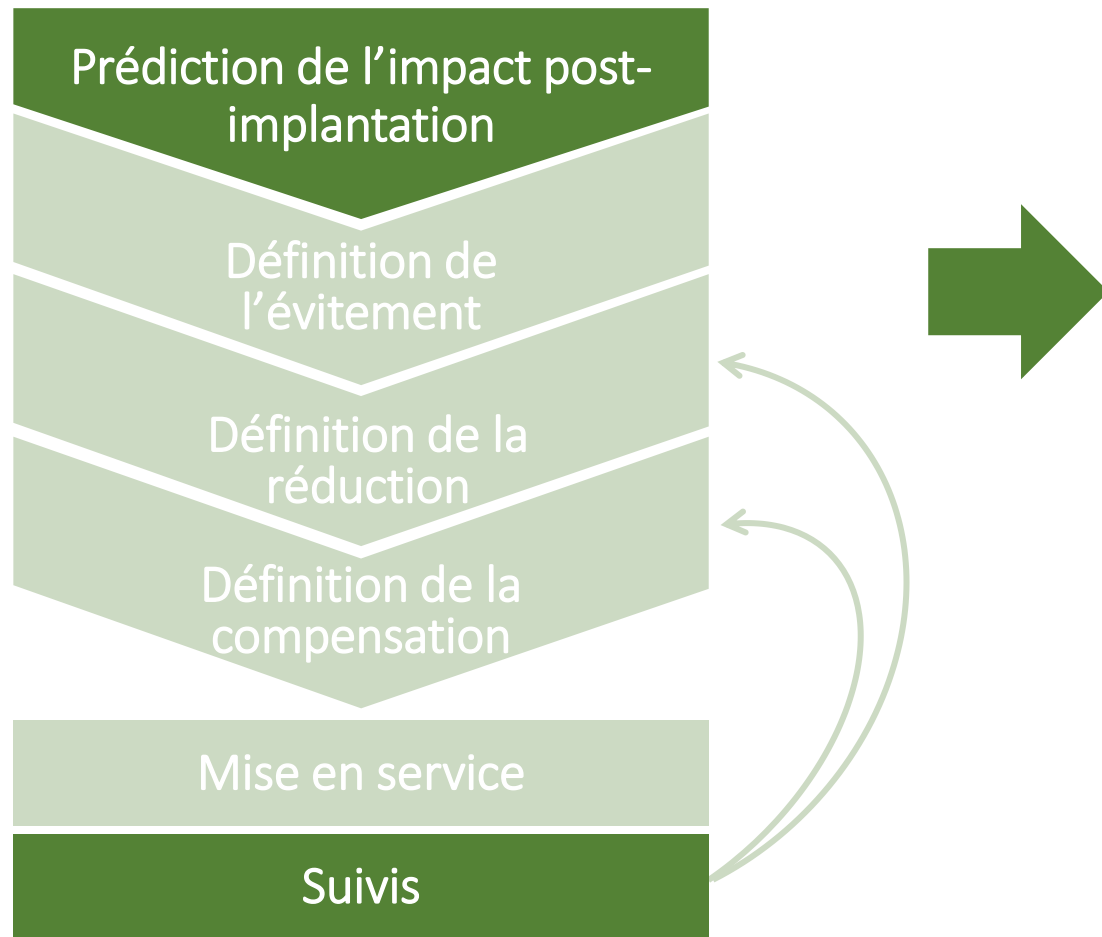 Prédiction de l’impact post-
implantation
Définition de
l’évitement
Définition de la
réduction
Définition de la
compensation
Mise en service
Suivis